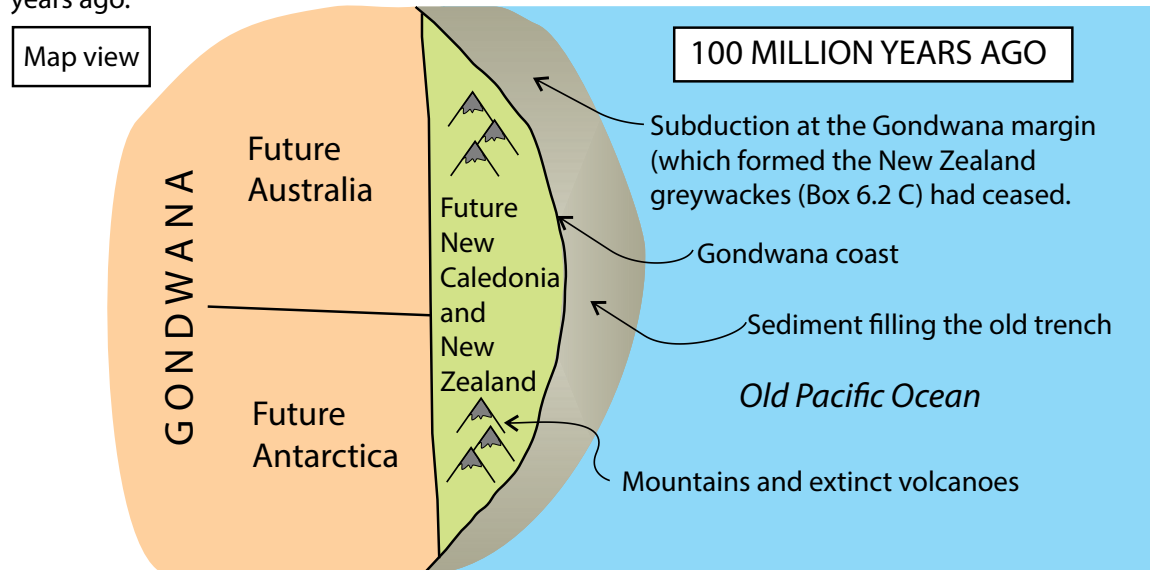 years ago.
Map view
100 MILLION YEARS AGO
Subduction at the Gondwana margin
(which formed the New Zealand
greywackes (Box 6.2 C) had ceased.
Future
Australia
GONDWANA
Future
New
Caledonia
and
New
Zealand
Gondwana coast
Sediment filling the old trench
Old Pacific Ocean
Future
Antarctica
Mountains and extinct volcanoes